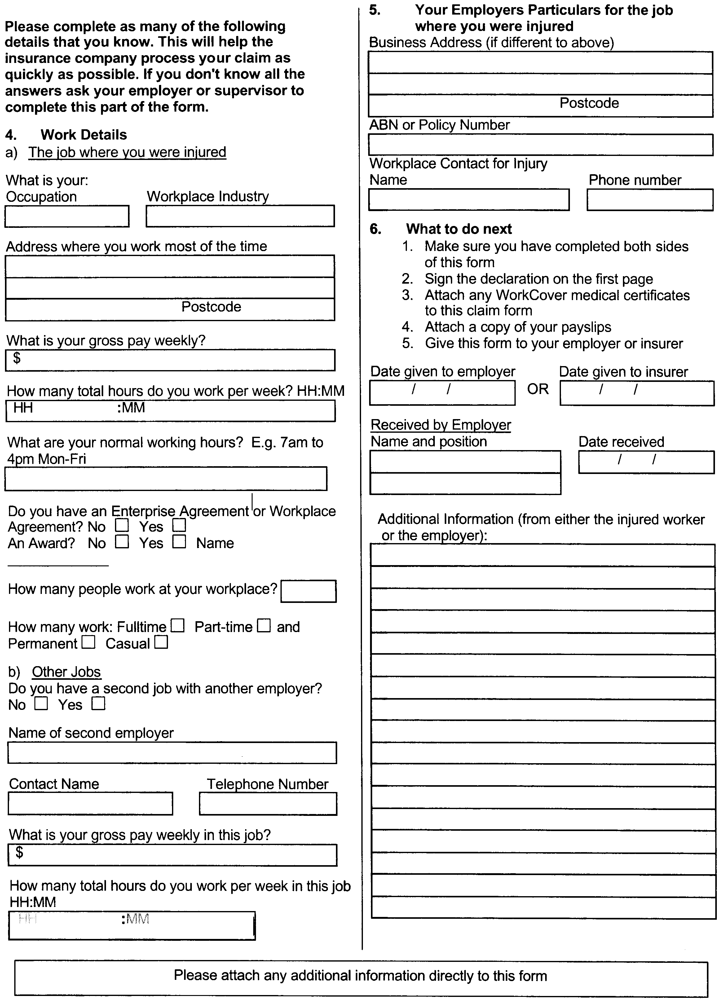 Please complete as many of the following
details that you know. This will help the
insurance company process your claim as
quickly as possible. If you don't know all the
answers ask your employer or supervisor to
complete this part of the form.
4. Work Details
a) The job where you were injured
What is your:
Occupation Workplace Industry
Address where you work most of the time
Postcode
What is your gross pay weekly?
$
How many total hours do you work per week? HH:MM
HH :MM
What are your normal working hours? E.g. 7am to
4pm Mon-Fri
Do you have an Enterprise Agreement or Workplace
Agreement? No Yes
An Award? No Yes Name
How many people work at your workplace?
How many work: Fulltime Part-time and
Permanent Casual
b) Other Jobs
Do you have a second job with another employer?
No Yes
Name of second employer
Contact Name Telephone Number
What is your gross pay weekly in this job?
$
How many total hours do you work per week in this job
HH:MM
HH :MM
5. Your Employers Particulars for the job
where you were injured
Business Address (if different to above)
Postcode
ABN or Policy Number
Workplace Contact for Injury
Name Phone number
6. What to do next
1. Make sure you have completed both sides
of this form
2. Sign the declaration on the first page
3. Attach any WorkCover medical certificates
to this claim form
4. Attach a copy of your payslips
5. Give this form to your employer or insurer
Date given to employer Date given to insurer
/ / OR / /
Received by Employer
Name and position Date received
/ /
Additional Information (from either the injured worker
or the employer):
Please attach any additional information directly to this form